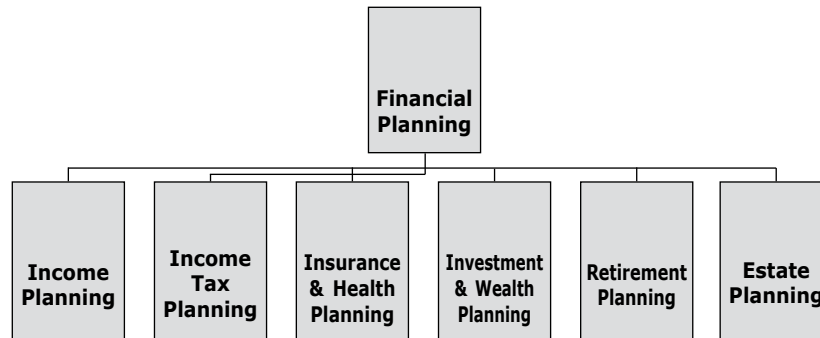 Financial
Planning
Income
Planning
Income
Tax
Planning
Insurance
& Health
Planning
Investment
& Wealth
Planning
Retirement
Planning
Estate
Planning